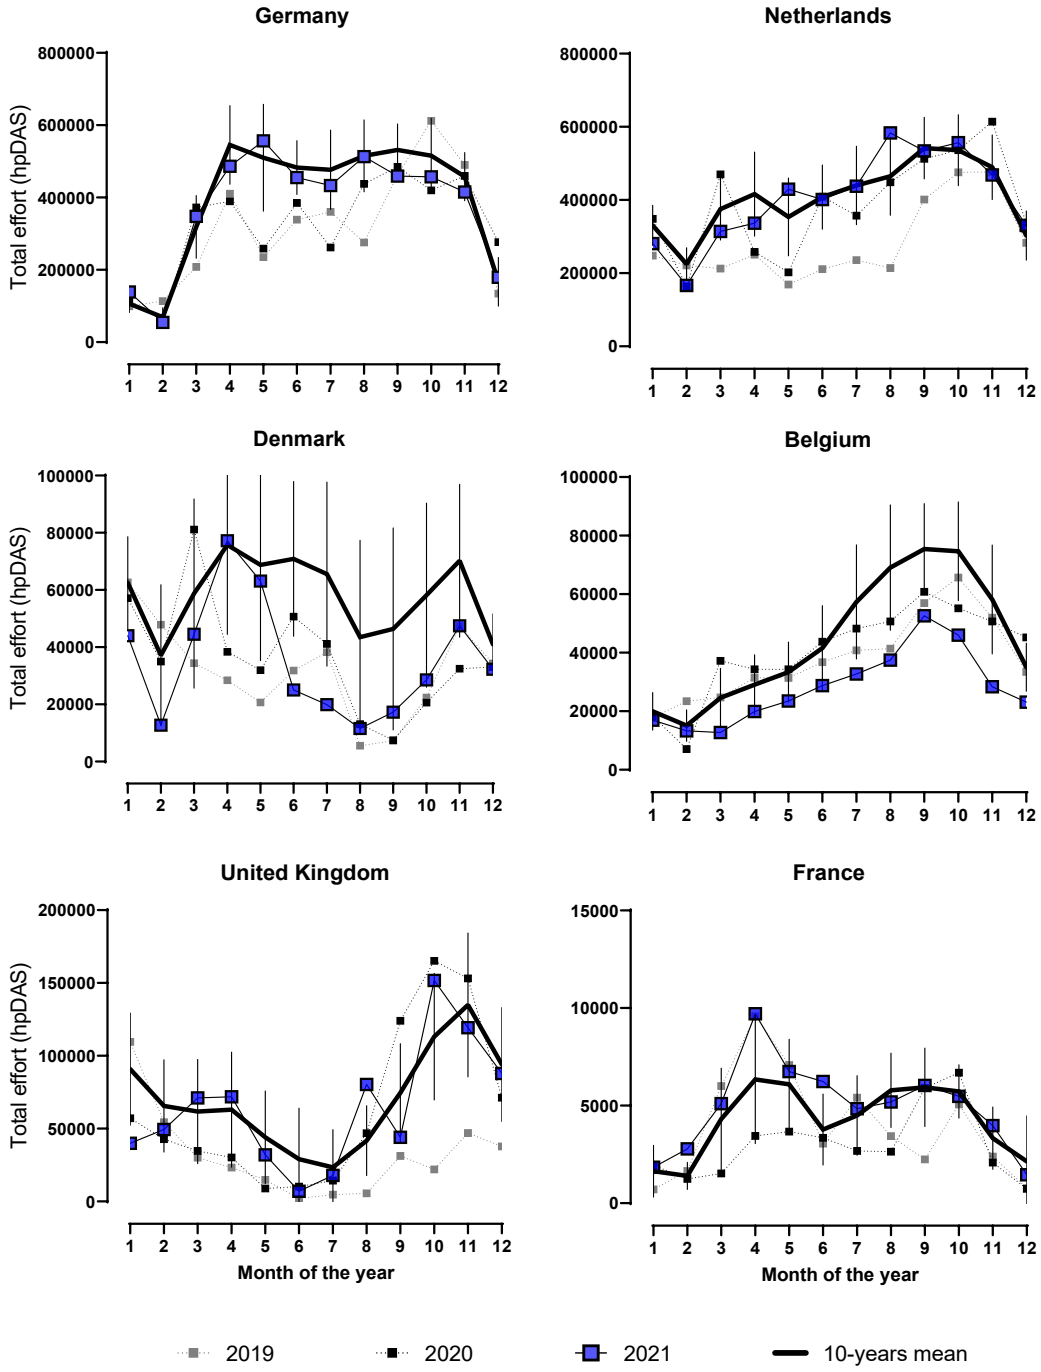 Germany
Netherlands
Total effort (hpDAS)
800000
600000
400000
200000
0
1 2 3 4 5 6 7 8 9 10 11 12
800000
600000
400000
200000
0
1 2 3 4 5 6 7 8 9 10 11 12
Denmark
Belgium
Total effort (hpDAS)
100000
80000
60000
40000
20000
0
1 2 3 4 5 6 7 8 9 10 11 12
100000
80000
60000
40000
20000
0
1 2 3 4 5 6 7 8 9 10 11 12
United Kingdom
France
Total effort (hpDAS)
200000
150000
100000
50000
0
1 2 3 4 5 6 7 8 9 10 11 12
Month of the year
15000
10000
5000
0
1 2 3 4 5 6 7 8 9 10 11 12
Month of the year
2019 2020 2021 10-years mean